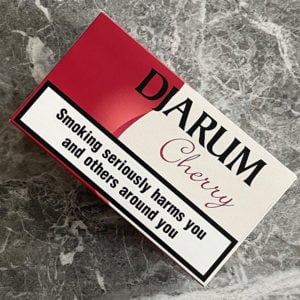 DJARUM
Cherry
Smoking seriously harms you
and others around you